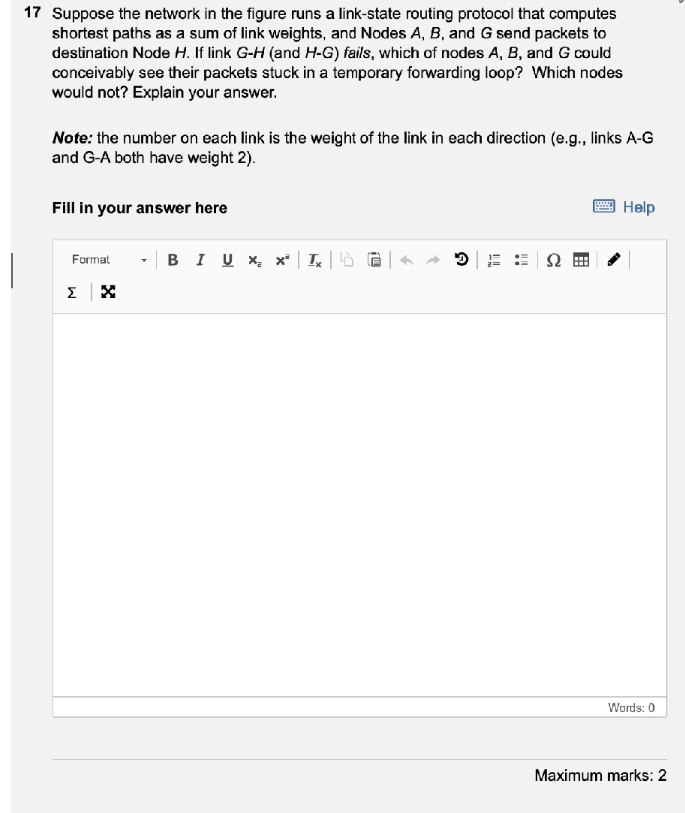 17 Suppose the network in the figure runs a link-state routing protocol that computes
shortest paths as a sum of link weights, and Nodes A, B, and G send packets to
destination Node H. If link G-H (and H-G) fails, which of nodes A, B, and G could
conceivably see their packets stuck in a temporary forwarding loop? Which nodes
would not? Explain your answer.
Note: the number on each link is the weight of the link in each direction (e.g., links A-G
and G-A both have weight 2).
Fill in your answer here
Help
Format B I U x₂ x² Iₓ Ω
Σ
Words: 0
Maximum marks: 2